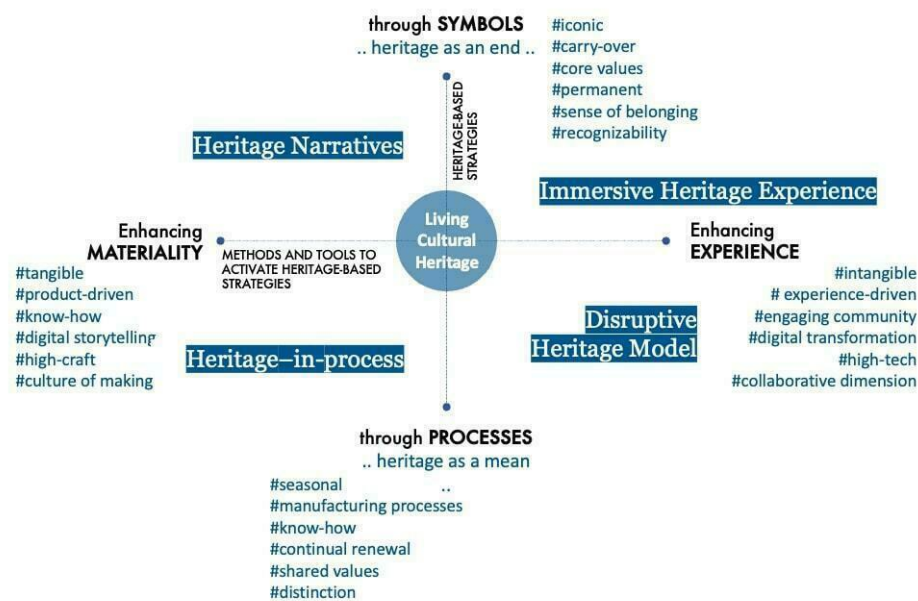 through SYMBOLS
.. heritage as an end ..
#iconic
#carry-over
#core values
#permanent
#sense of belonging
#recognizability
HERITAGE-BASED
STRATEGIES
Heritage Narratives
Immersive Heritage Experience
Living
Cultural
Heritage
Enhancing
MATERIALITY
METHODS AND TOOLS TO
ACTIVATE HERITAGE-BASED
STRATEGIES
Enhancing
EXPERIENCE
#tangible
#product-driven
#know-how
#digital storytelling
#high-craft
#culture of making
Heritage–in-process
Disruptive
Heritage Model
#intangible
# experience-driven
#engaging community
#digital transformation
#high-tech
#collaborative dimension
through PROCESSES
.. heritage as a mean
..
#seasonal
#manufacturing processes
#know-how
#continual renewal
#shared values
#distinction